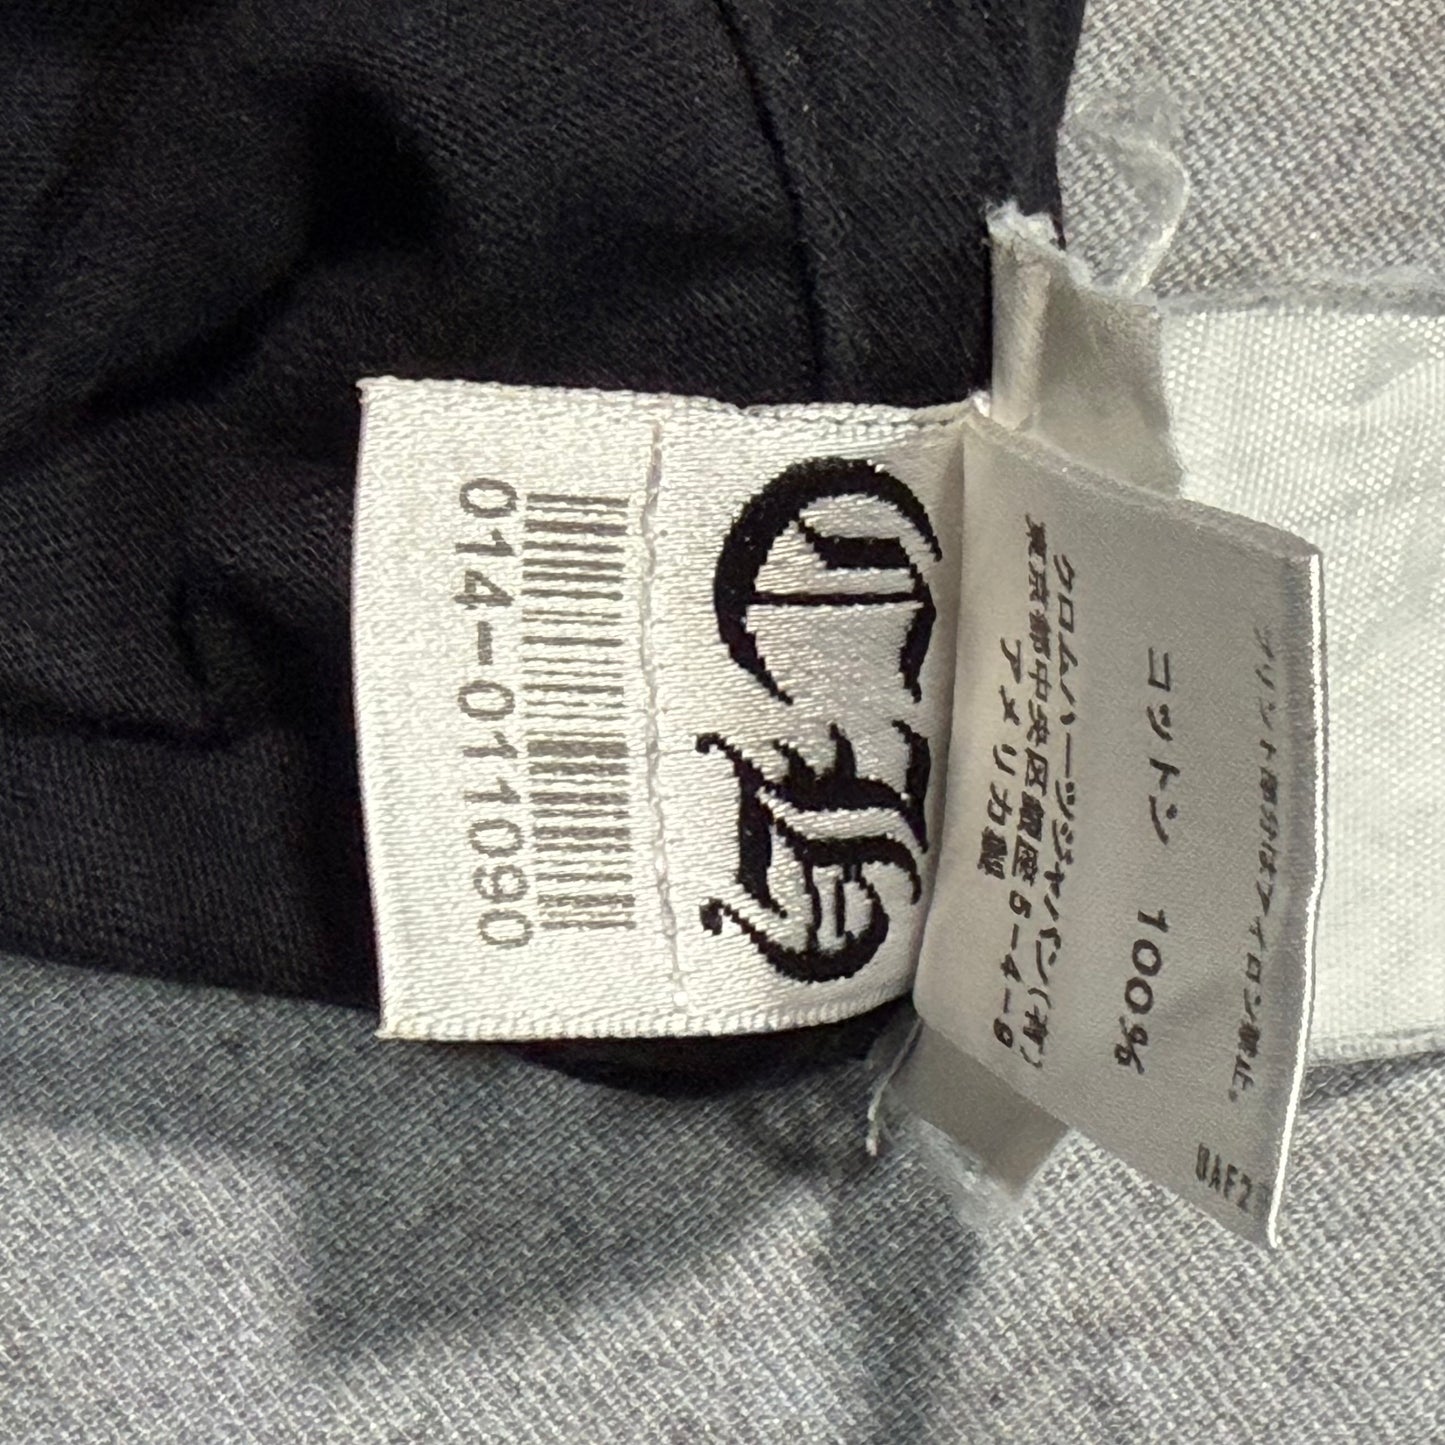 CH
014-011090
クロムハーツジャパン(有)
東京都中央区銀座5-4-9
アメリカ製
コットン 100%
プリント部分はアイロン禁止。